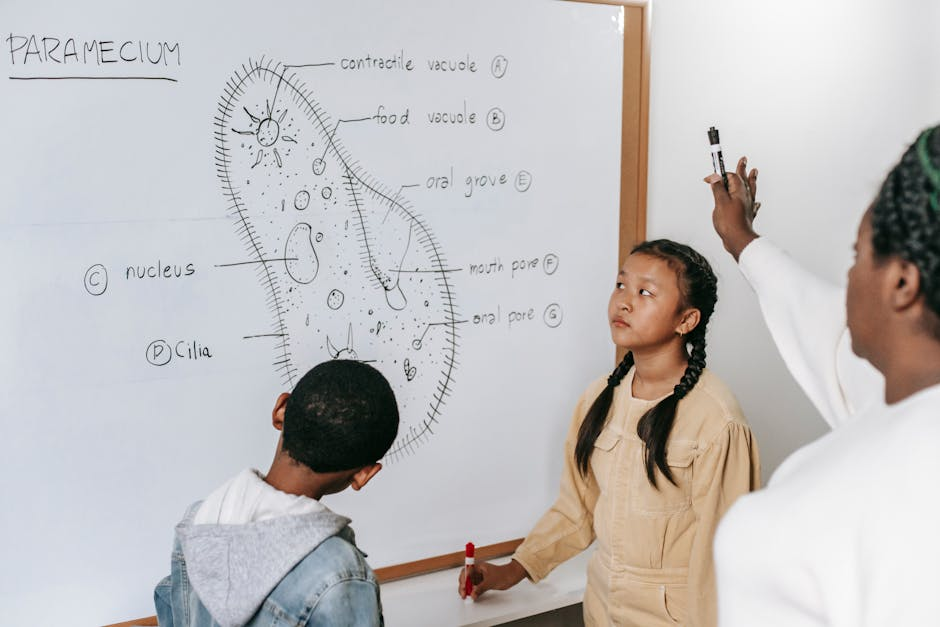 PARAMECIUM
contractile vacuole A
food vacuole B
oral grove E
C nucleus
mouth pore F
oral pore G
D Cilia